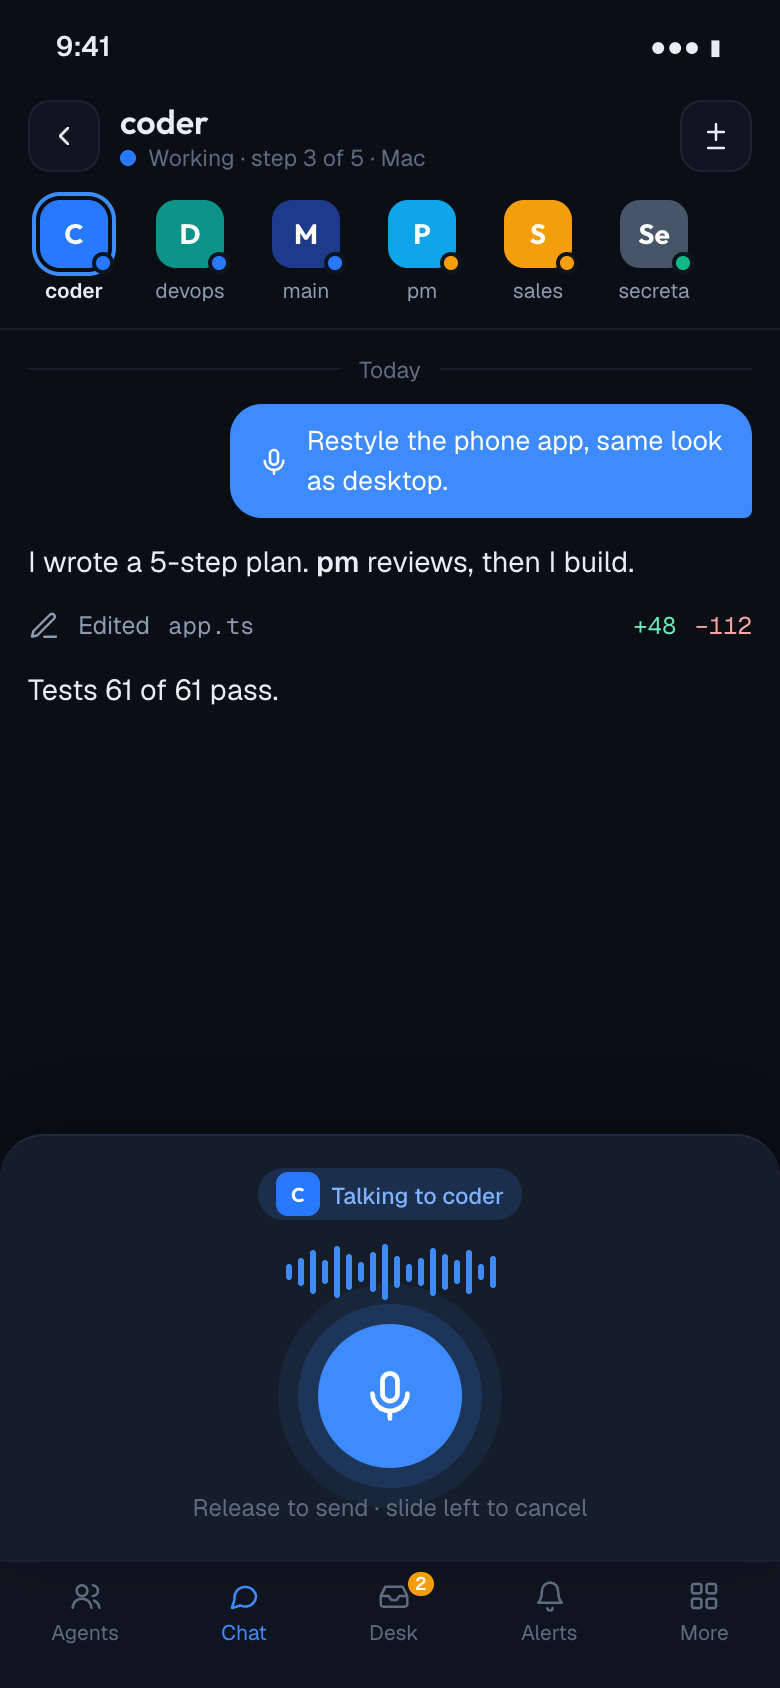 9:41
coder
Working · step 3 of 5 · Mac
C D M P S Se
coder devops main pm sales secreta
Today
Restyle the phone app, same look
as desktop.
I wrote a 5-step plan. pm reviews, then I build.
Edited app.ts +48 −112
Tests 61 of 61 pass.
C Talking to coder
Release to send · slide left to cancel
2
Agents Chat Desk Alerts More